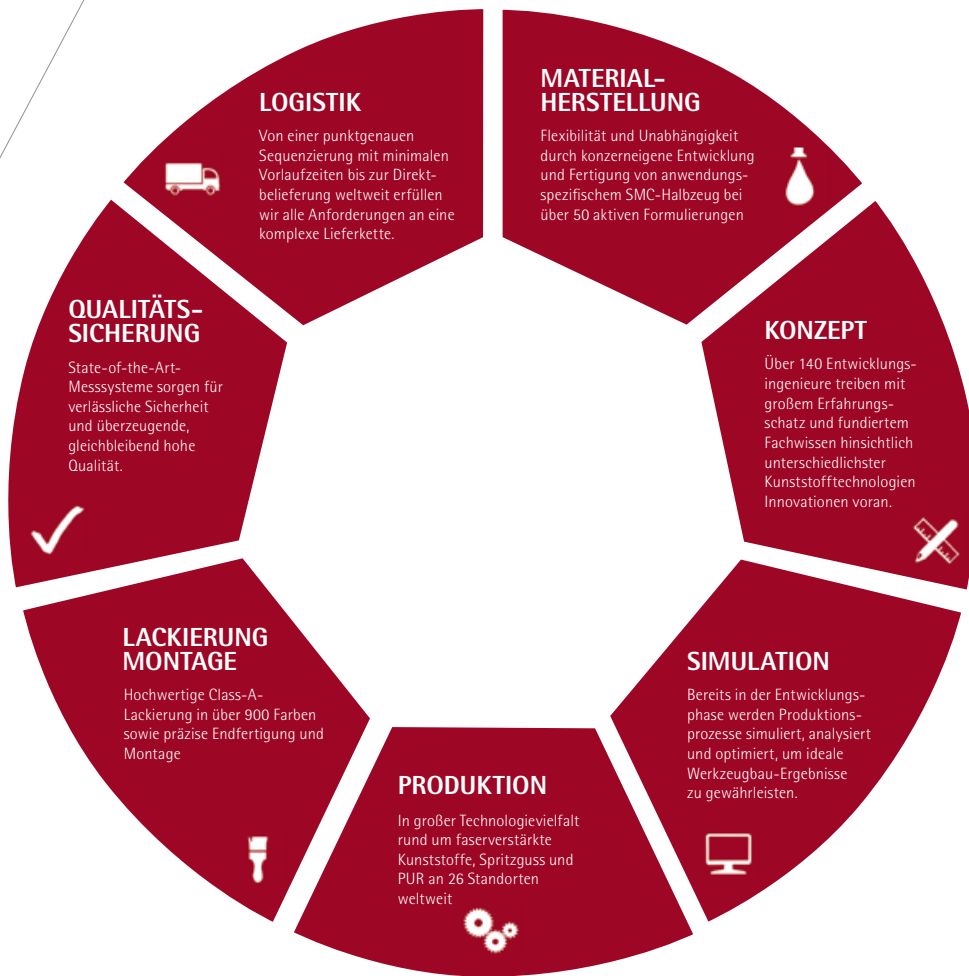 LOGISTIK
Von einer punktgenauen
Sequenzierung mit minimalen
Vorlaufzeiten bis zur Direkt-
belieferung weltweit erfüllen
wir alle Anforderungen an eine
komplexe Lieferkette.
MATERIAL-
HERSTELLUNG
Flexibilität und Unabhängigkeit
durch konzerneigene Entwicklung
und Fertigung von anwendungs-
spezifischem SMC-Halbzeug bei
über 50 aktiven Formulierungen
KONZEPT
Über 140 Entwicklungs-
ingenieure treiben mit
großem Erfahrungs-
schatz und fundiertem
Fachwissen hinsichtlich
unterschiedlichster
Kunststofftechnologien
Innovationen voran.
SIMULATION
Bereits in der Entwicklungs-
phase werden Produktions-
prozesse simuliert, analysiert
und optimiert, um ideale
Werkzeugbau-Ergebnisse
zu gewährleisten.
PRODUKTION
In großer Technologievielfalt
rund um faserverstärkte
Kunststoffe, Spritzguss und
PUR an 26 Standorten
weltweit
LACKIERUNG
MONTAGE
Hochwertige Class-A-
Lackierung in über 900 Farben
sowie präzise Endfertigung und
Montage
QUALITÄTS-
SICHERUNG
State-of-the-Art-
Messsysteme sorgen für
verlässliche Sicherheit
und überzeugende,
gleichbleibend hohe
Qualität.